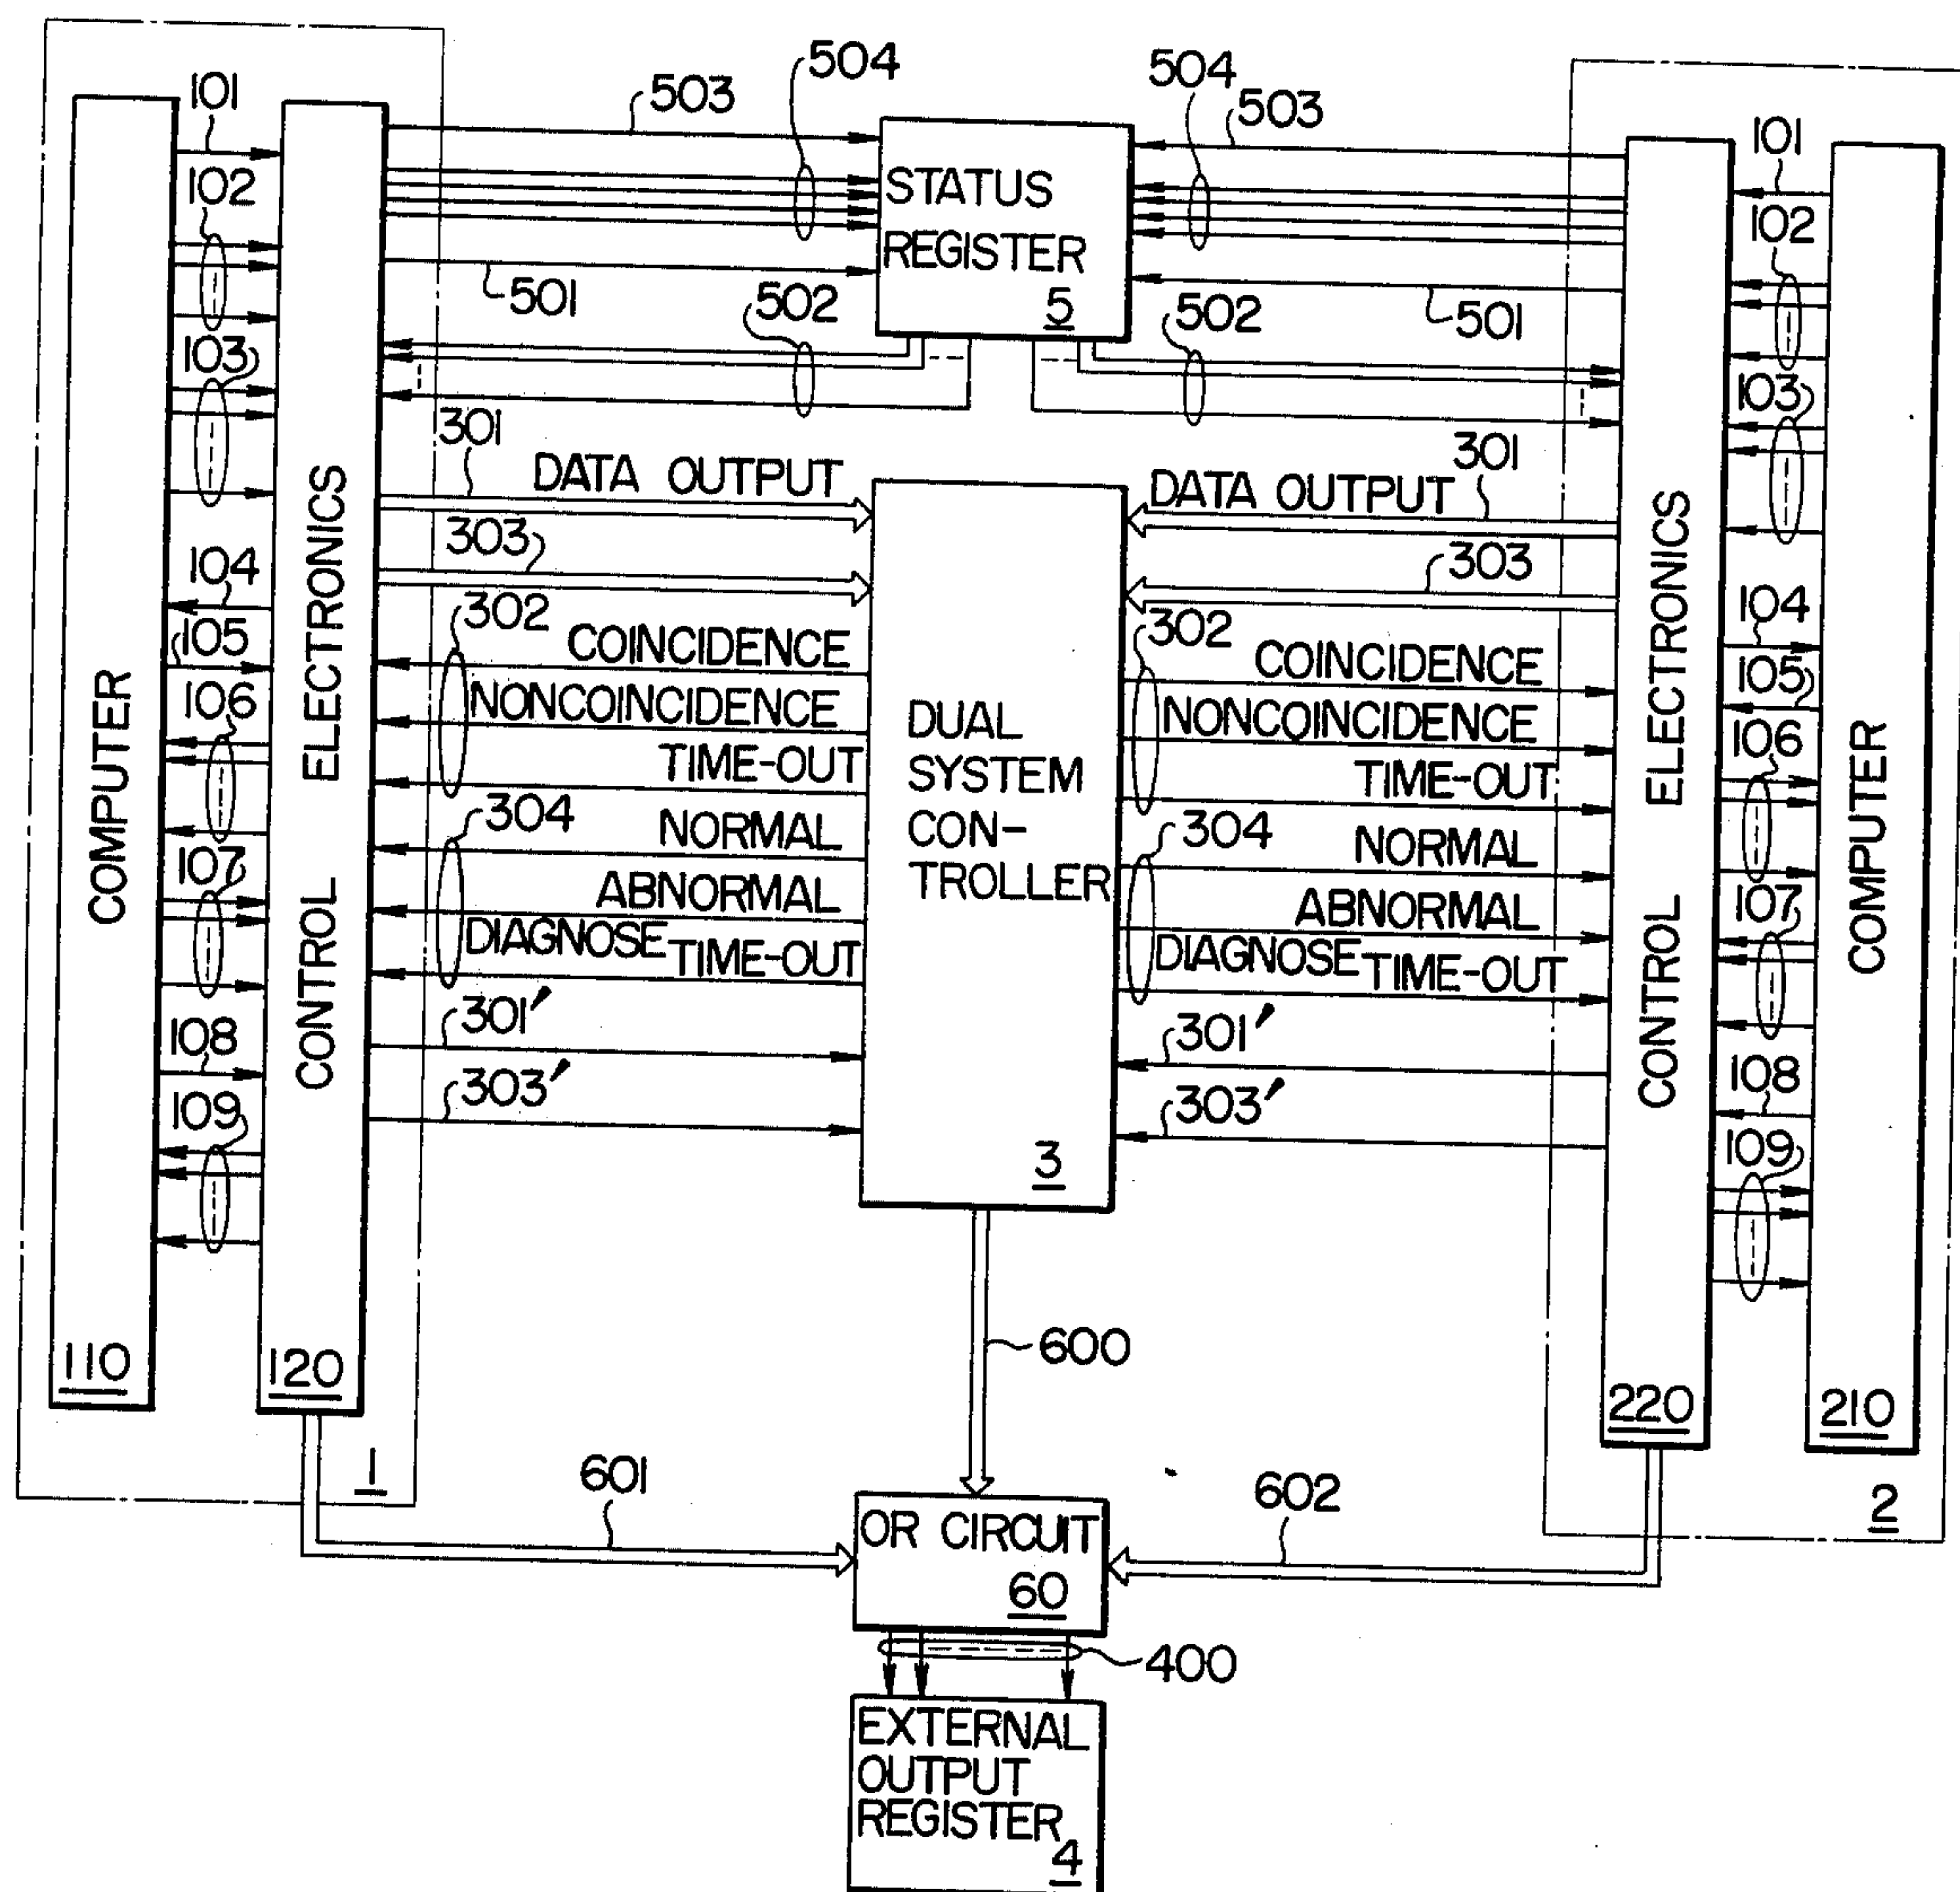 504
504
503
503
101
101
102
102
STATUS
REGISTER
5
501
501
502
502
103
103
301
301
DATA OUTPUT
DATA OUTPUT
303
303
104
104
302
302
105
105
COINCIDENCE
COINCIDENCE
106
106
NONCOINCIDENCE
NONCOINCIDENCE
TIME-OUT
TIME-OUT
COMPUTER
CONTROL ELECTRONICS
DUAL
SYSTEM
CON-
TROLLER
3
CONTROL ELECTRONICS
COMPUTER
304
304
NORMAL
NORMAL
107
107
ABNORMAL
ABNORMAL
DIAGNOSE TIME-OUT
DIAGNOSE TIME-OUT
301'
301'
108
108
303'
303'
109
109
600
110
120
220
210
1
2
601
602
OR CIRCUIT
60
400
EXTERNAL
OUTPUT
REGISTER
4